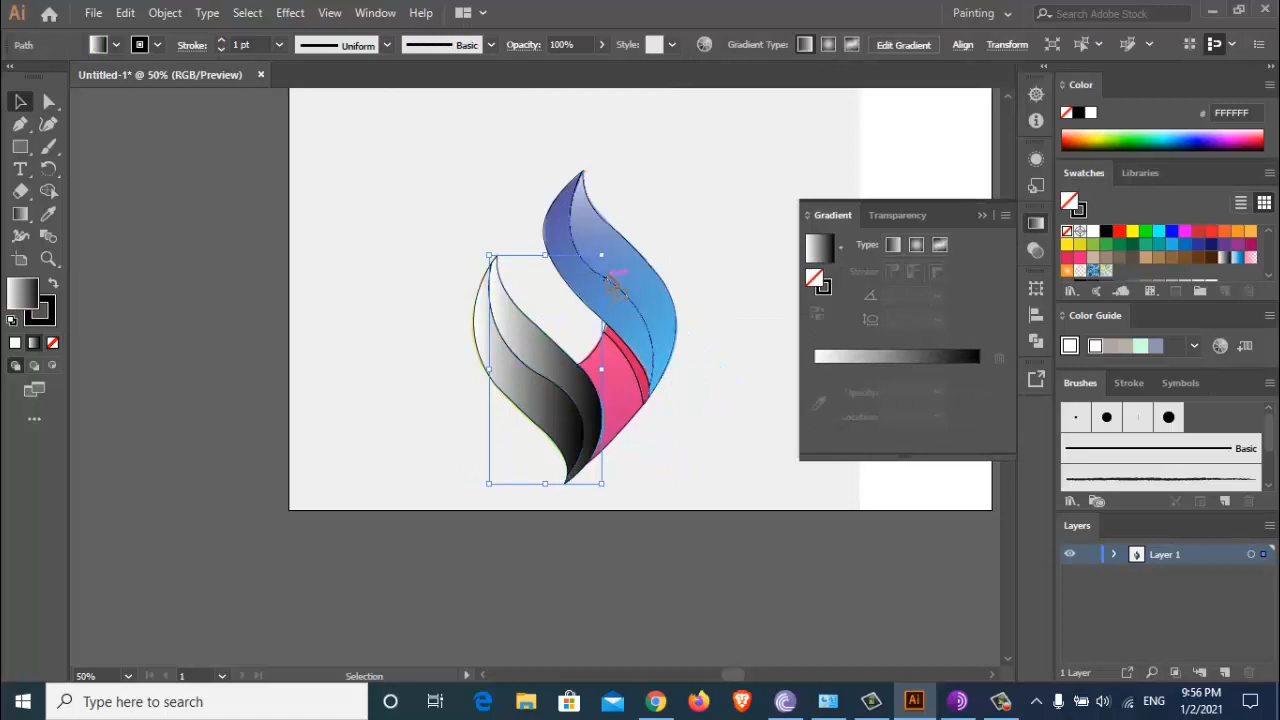 Ai File Edit Object Type Select Effect View Window Help Painting Search Adobe Stock
Path Stroke: 1 pt Uniform Basic Opacity: 100% Style: Gradient Type: Edit Gradient Align Transform
Untitled-1* @ 50% (RGB/Preview)
Color
# FFFFFF
Swatches Libraries
Gradient Transparency
Type:
Stroke:
Color Guide
Opacity:
Location:
Brushes Stroke Symbols
Basic
Layers
Layer 1
50% 1 Selection 1 Layer
Type here to search
Ai
ENG
9:56 PM
1/2/2021